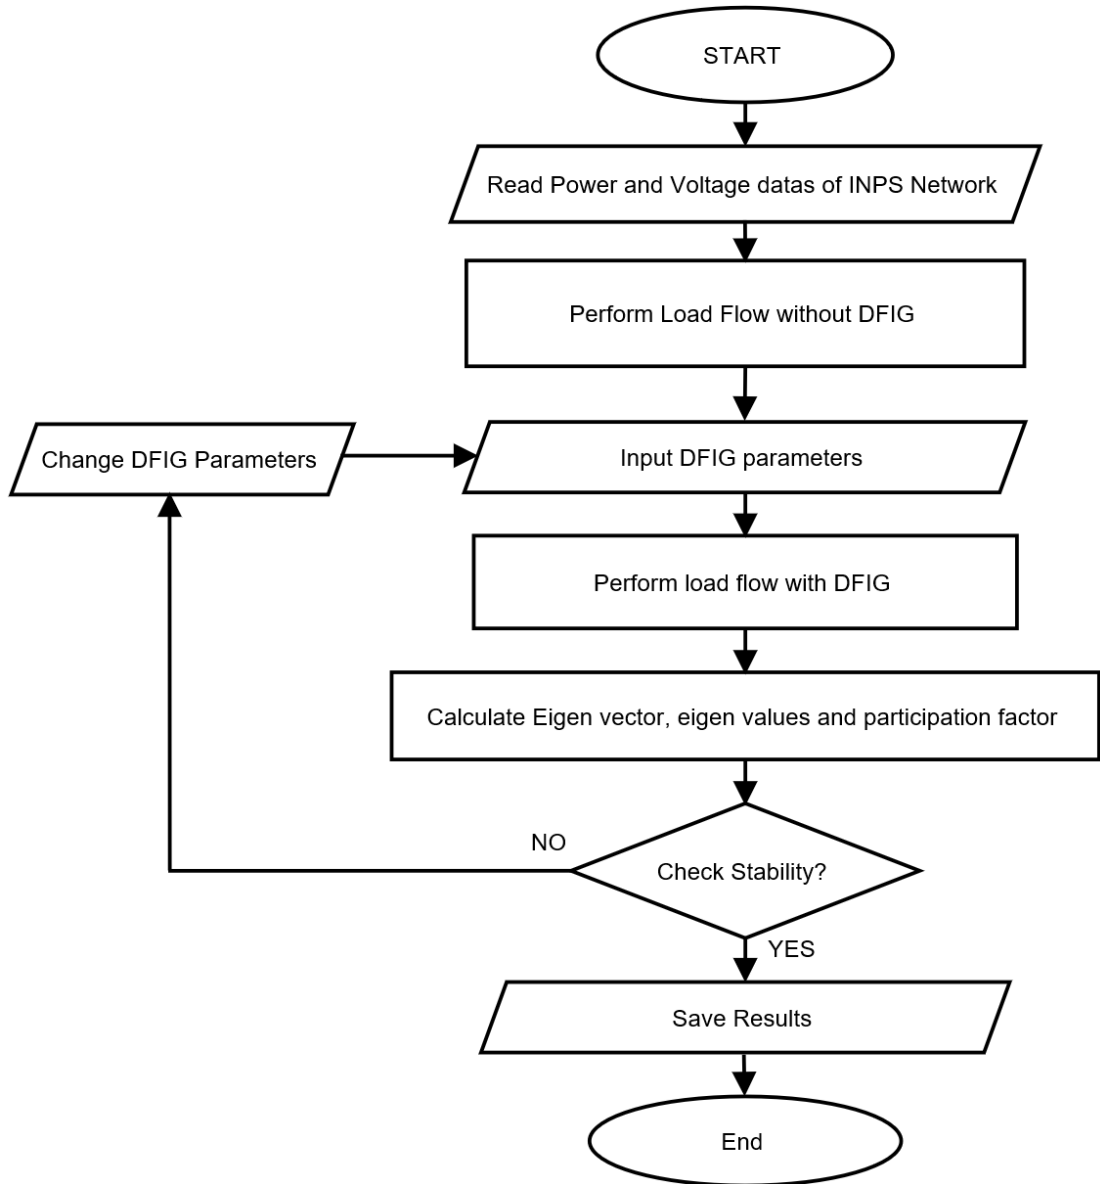 START
Read Power and Voltage datas of INPS Network
Perform Load Flow without DFIG
Change DFIG Parameters
Input DFIG parameters
Perform load flow with DFIG
Calculate Eigen vector, eigen values and participation factor
NO
Check Stability?
YES
Save Results
End